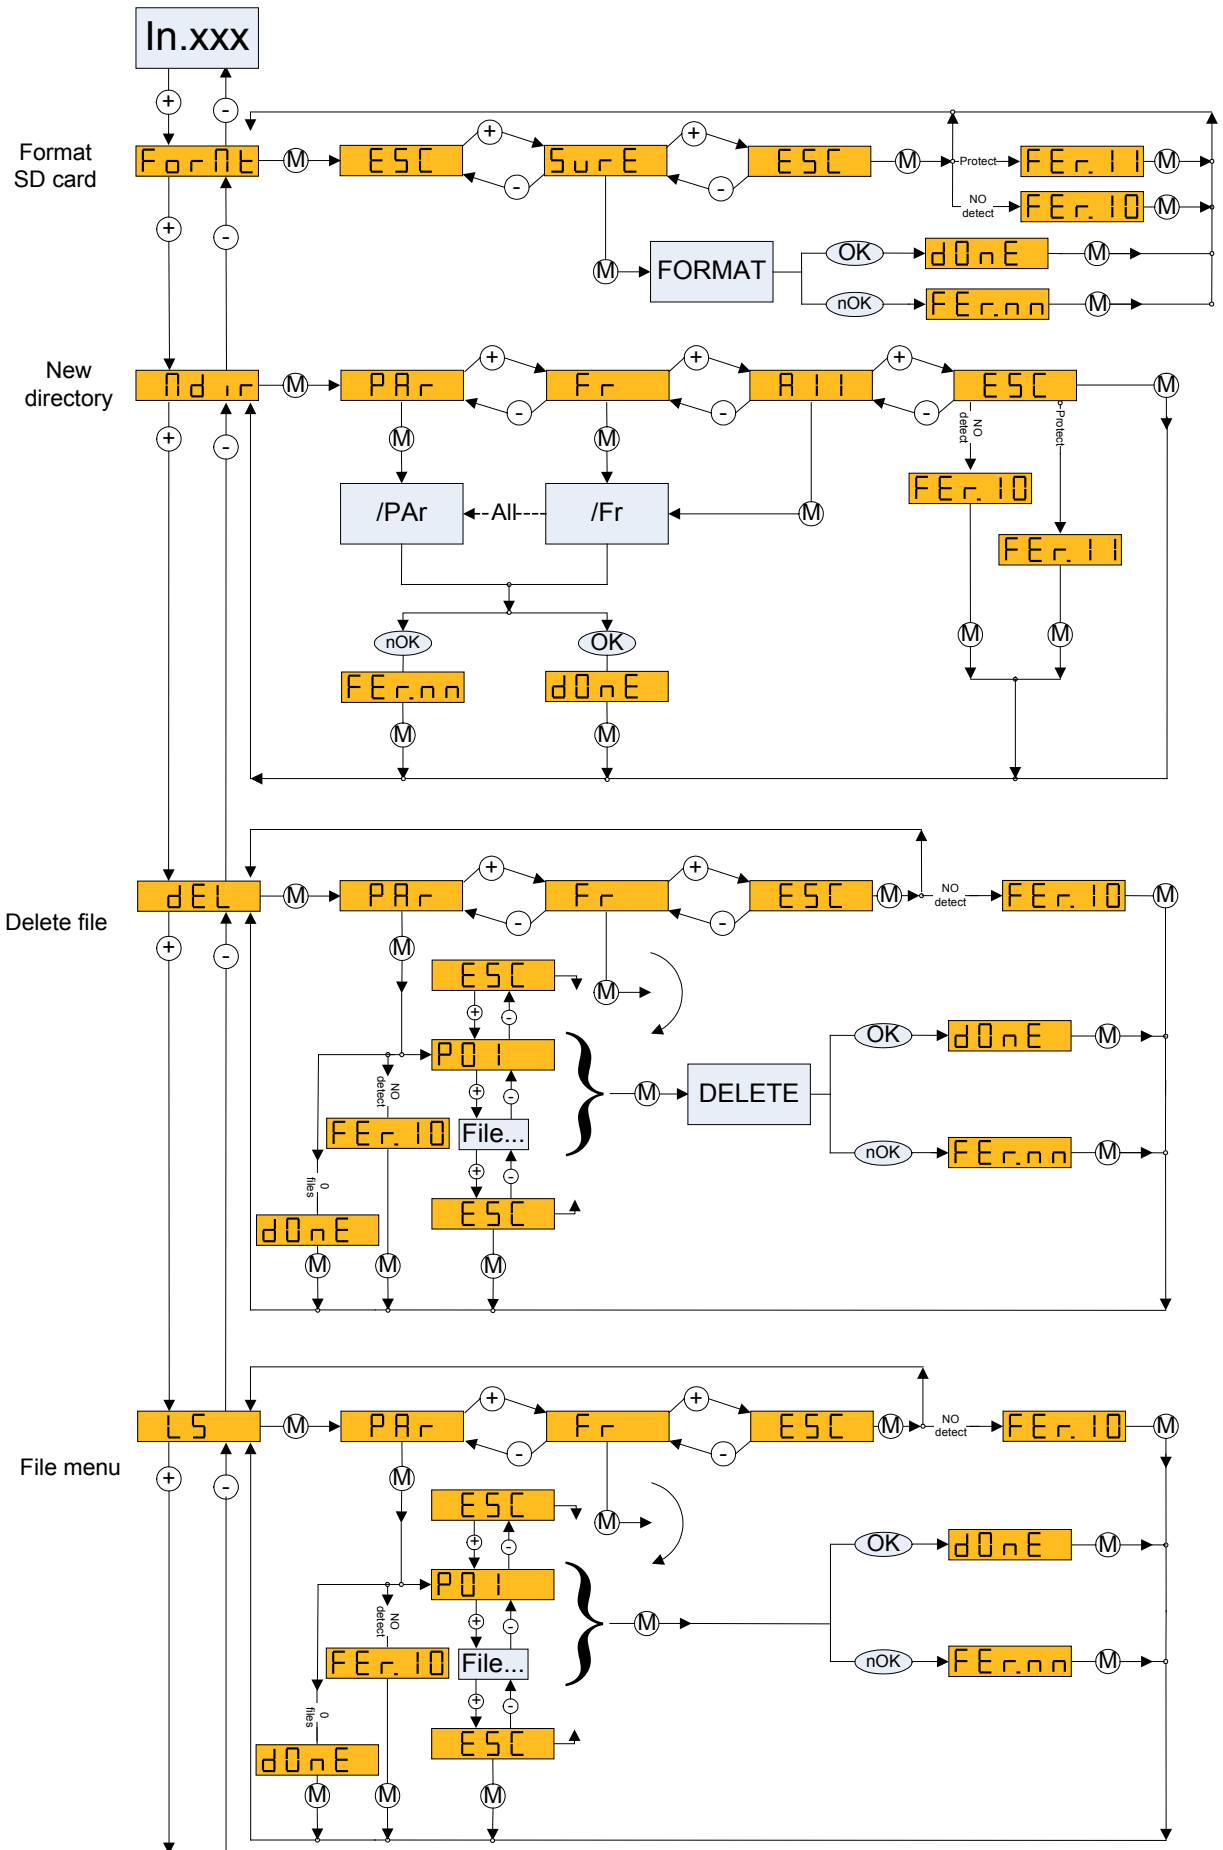 In.xxx
+
-
Format
SD card
ForMt
M
ESC
+
-
SurE
+
-
ESC
M
Protect
FEr.11
M
NO
detect
FEr.10
M
M
FORMAT
OK
dOnE
M
nOK
FEr.nn
M
+
-
New
directory
Mdir
M
PAr
+
-
Fr
+
-
All
+
-
ESC
M
+
-
M
M
NO
detect
Protect
FEr.10
/PAr
All
/Fr
M
FEr.11
nOK
OK
M
M
FEr.nn
dOnE
M
M
Delete file
dEL
M
PAr
+
-
Fr
+
-
ESC
M
NO
detect
FEr.10
M
+
-
M
ESC
M
+
-
P01
OK
dOnE
M
NO
detect
+
-
M
DELETE
FEr.10
File...
nOK
FEr.nn
M
0
files
+
-
dOnE
ESC
M
M
M
File menu
LS
M
PAr
+
-
Fr
+
-
ESC
M
NO
detect
FEr.10
M
+
-
M
ESC
M
+
-
OK
dOnE
M
P01
NO
detect
+
-
M
FEr.10
File...
nOK
FEr.nn
M
0
files
+
-
dOnE
ESC
M
M
M